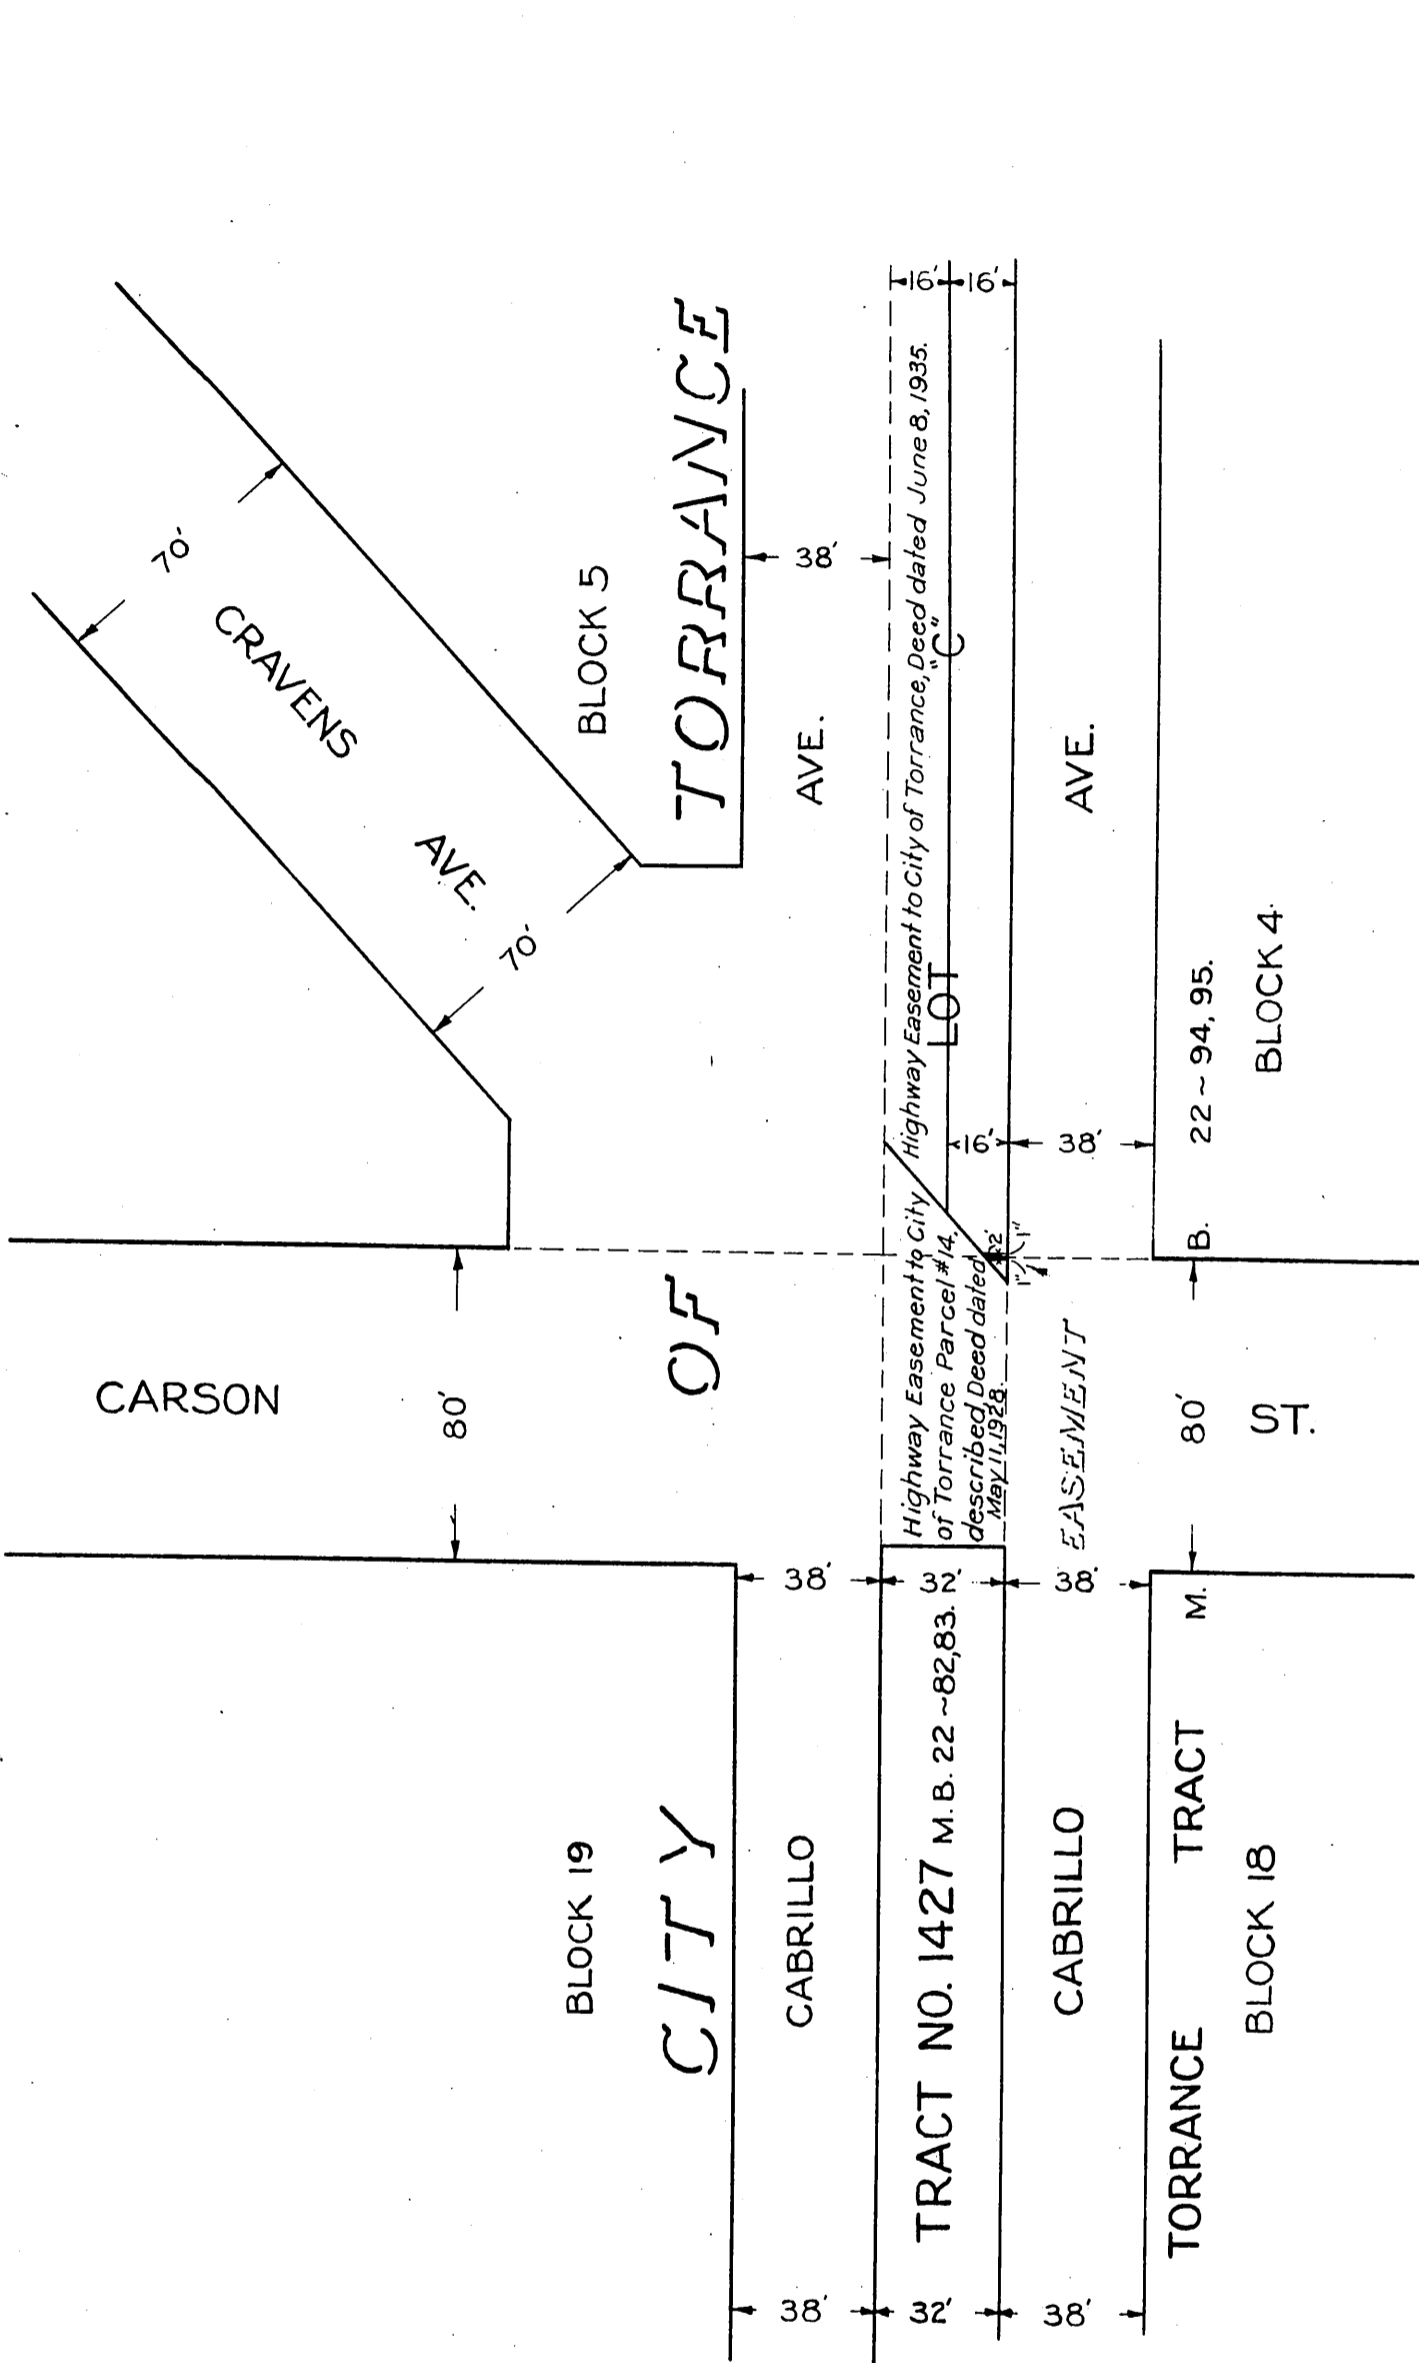 CITY OF TORRANCE
CARSON ST.
80'
80'
CRAVENS
AVE.
70'
70'
BLOCK 5
BLOCK 19
CABRILLO AVE.
38'
38'
38'
16' 16'
Highway Easement to City of Torrance, Deed dated June 8, 1935.
LOT "C"
16'
Highway Easement to City
of Torrance Parcel #14,
described, Deed dated
May 11, 1928.
2'
1"
1"
TRACT NO. 1427 M.B. 22~82,83.
32'
32'
EASEMENT
CABRILLO AVE.
38'
38'
38'
TORRANCE TRACT M. B. 22~94,95.
BLOCK 18
BLOCK 4